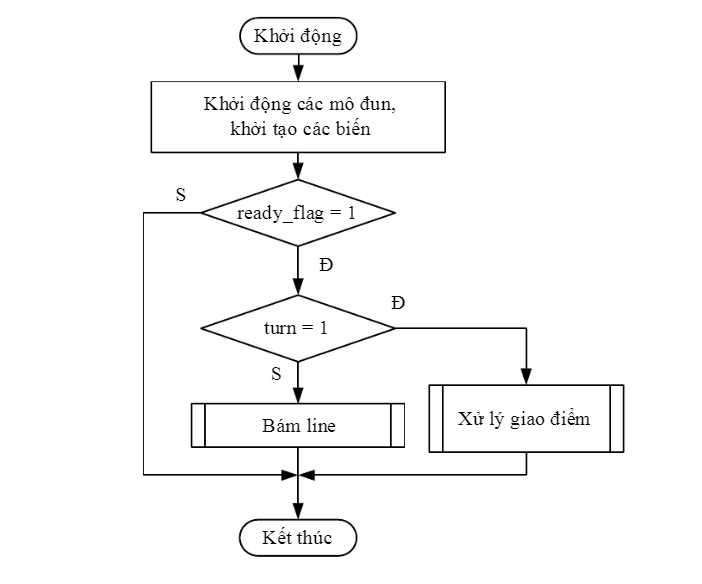 Khởi động
Khởi động các mô đun,
khởi tạo các biến
S
ready_flag = 1
Đ
Đ
turn = 1
S
Bám line
Xử lý giao điểm
Kết thúc